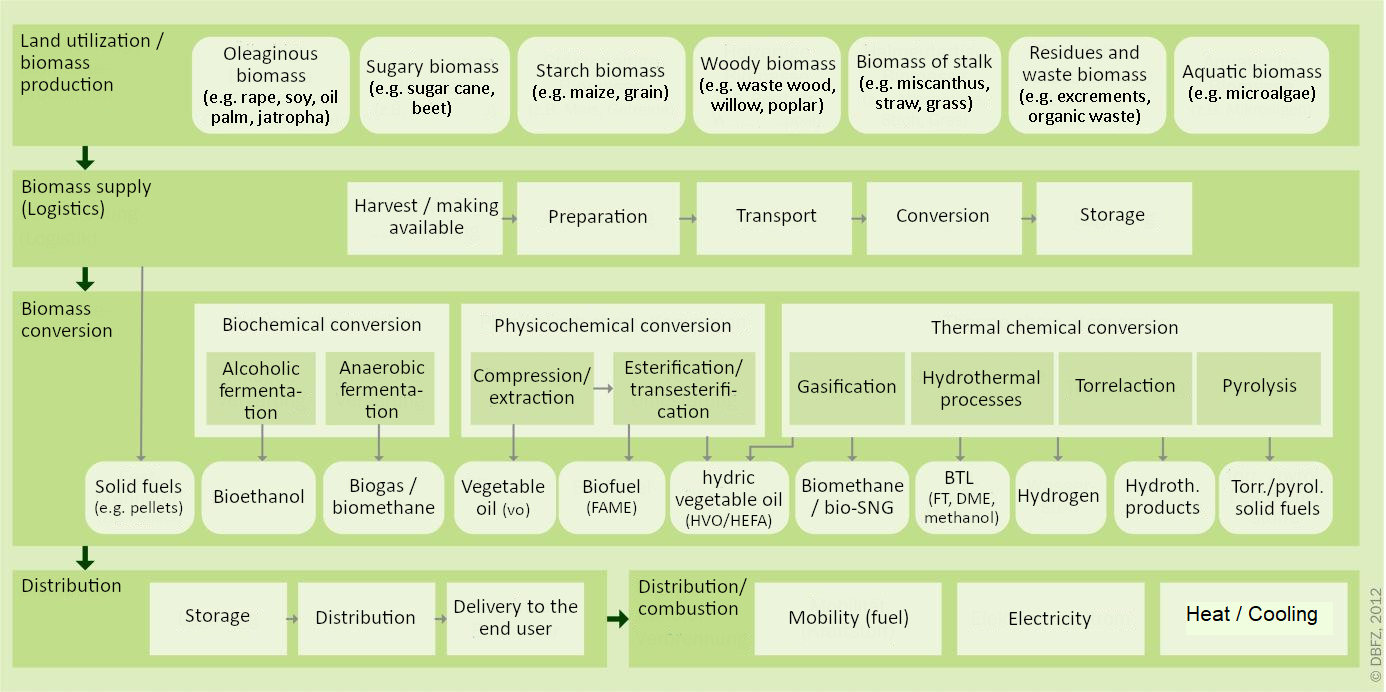 Land utilization /
biomass
production
Oleaginous
biomass
(e.g. rape, soy, oil
palm, jatropha)
Sugary biomass
(e.g. sugar cane,
beet)
Starch biomass
(e.g. maize, grain)
Woody biomass
(e.g. waste wood,
willow, poplar)
Biomass of stalk
(e.g. miscanthus,
straw, grass)
Residues and
waste biomass
(e.g. excrements,
organic waste)
Aquatic biomass
(e.g. microalgae)
Biomass supply
(Logistics)
Harvest / making
available
Preparation
Transport
Conversion
Storage
Biomass
conversion
Biochemical conversion
Alcoholic
fermenta-
tion
Anaerobic
fermenta-
tion
Physicochemical conversion
Compression/
extraction
Esterification/
transesterifi-
cation
Thermal chemical conversion
Gasification
Hydrothermal
processes
Torrelaction
Pyrolysis
Solid fuels
(e.g. pellets)
Bioethanol
Biogas /
biomethane
Vegetable
oil (vo)
Biofuel
(FAME)
hydric
vegetable oil
(HVO/HEFA)
Biomethane
/ bio-SNG
BTL
(FT, DME,
methanol)
Hydrogen
Hydroth.
products
Torr./pyrol.
solid fuels
Distribution
Storage
Distribution
Delivery to the
end user
Distribution/
combustion
Mobility (fuel)
Electricity
Heat / Cooling
© DBFZ, 2012